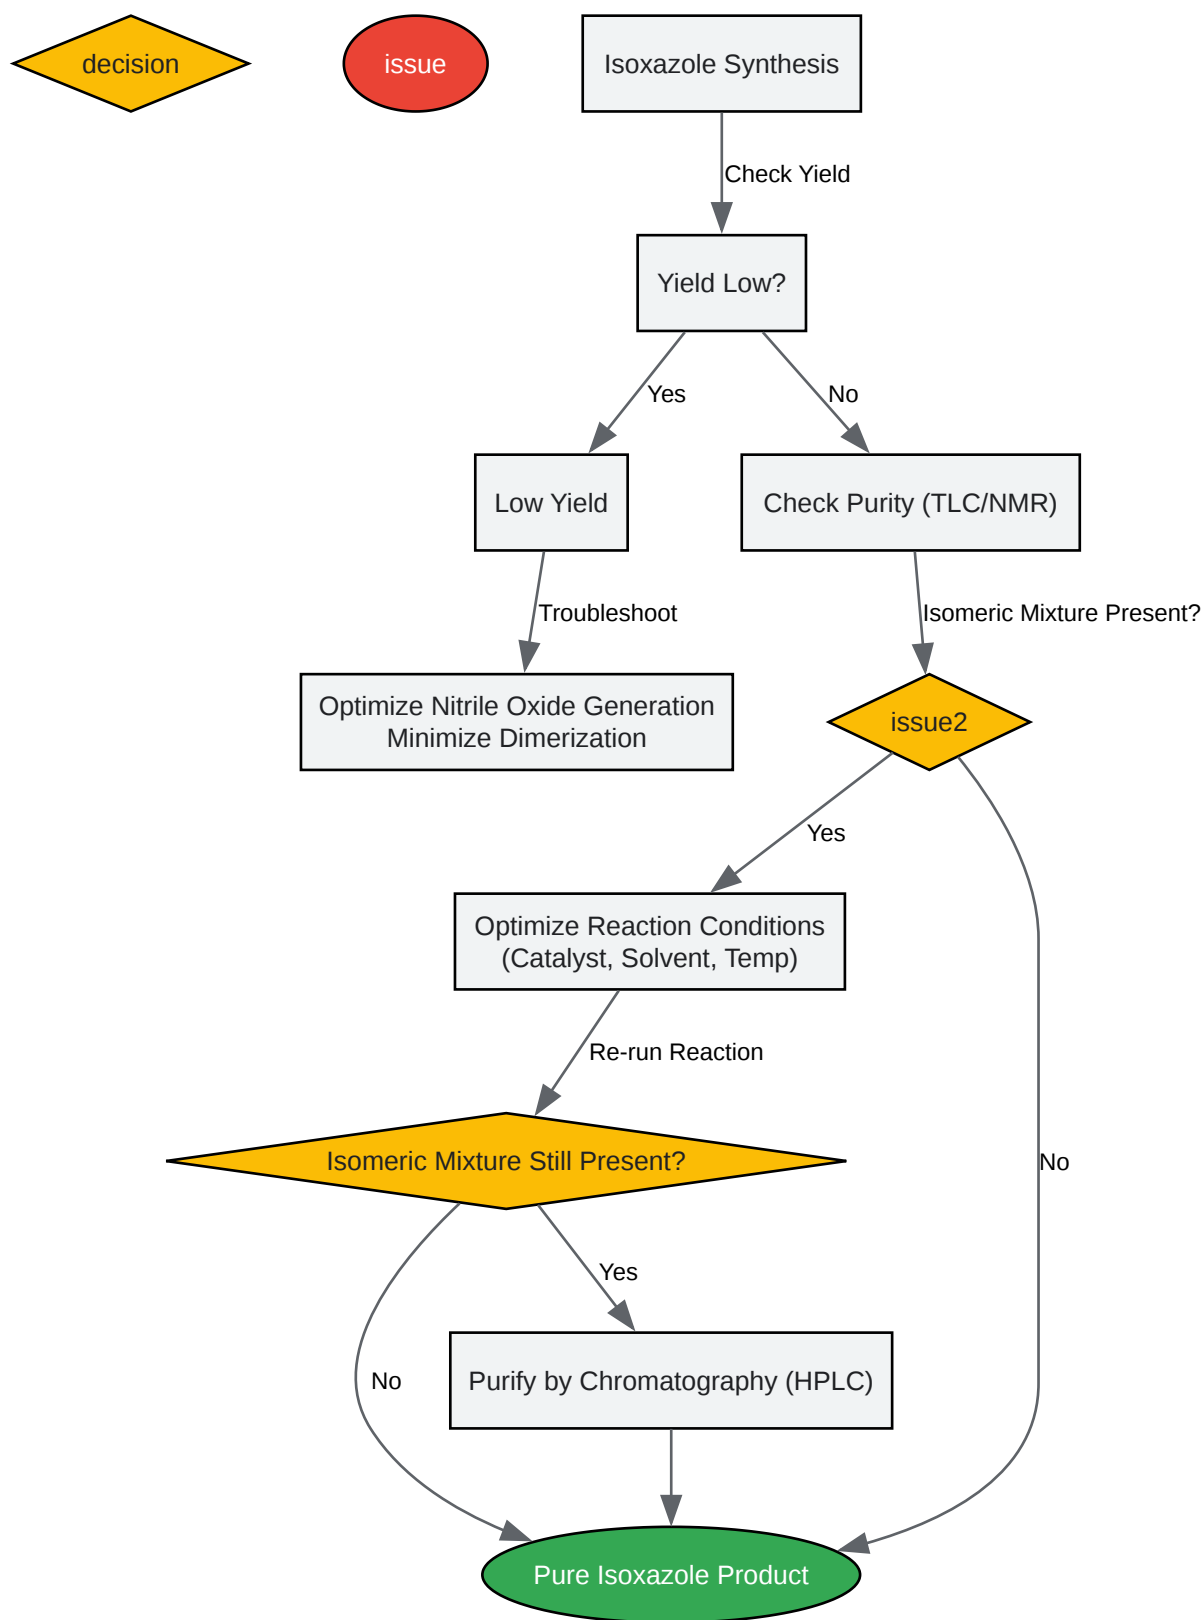 decision
issue
Isoxazole Synthesis
Check Yield
Yield Low?
Yes
No
Low Yield
Check Purity (TLC/NMR)
Troubleshoot
Isomeric Mixture Present?
Optimize Nitrile Oxide Generation
Minimize Dimerization
issue2
Yes
Optimize Reaction Conditions
(Catalyst, Solvent, Temp)
Re-run Reaction
Isomeric Mixture Still Present?
No
Yes
No
Purify by Chromatography (HPLC)
Pure Isoxazole Product